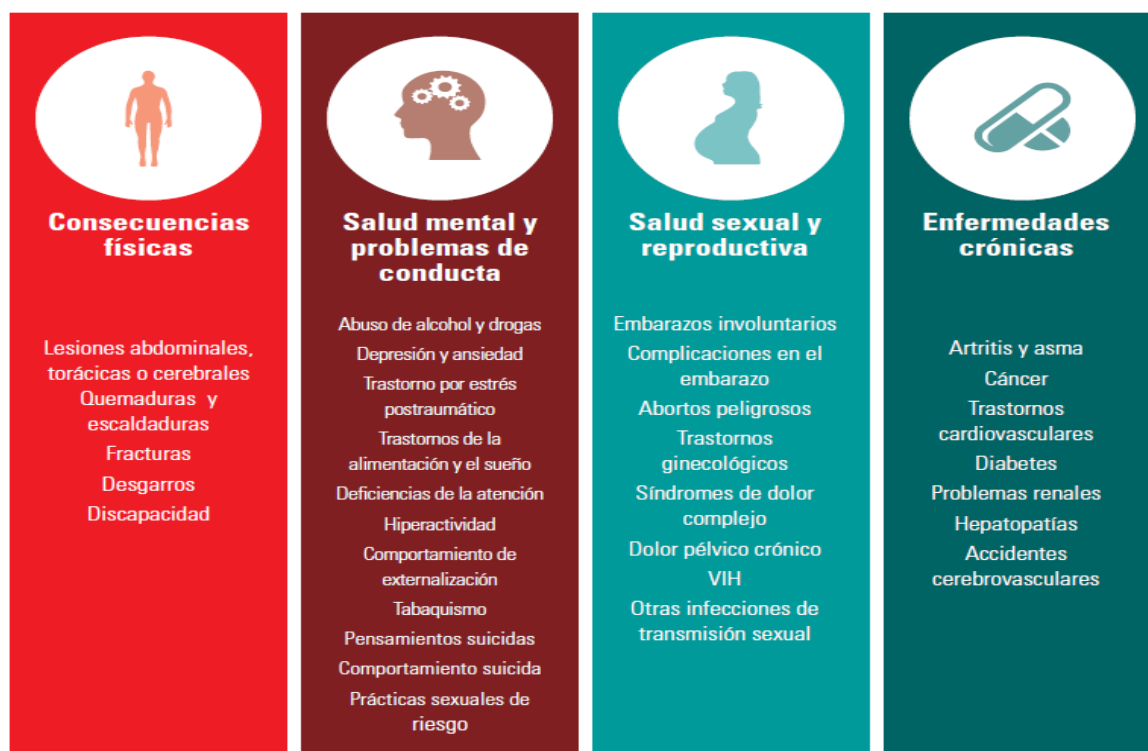 Consecuencias
físicas
Lesiones abdominales,
torácicas o cerebrales
Quemaduras y
escaldaduras
Fracturas
Desgarros
Discapacidad
Salud mental y
problemas de
conducta
Abuso de alcohol y drogas
Depresión y ansiedad
Trastorno por estrés
postraumático
Trastornos de la
alimentación y el sueño
Deficiencias de la atención
Hiperactividad
Comportamiento de
externalización
Tabaquismo
Pensamientos suicidas
Comportamiento suicida
Prácticas sexuales de
riesgo
Salud sexual y
reproductiva
Embarazos involuntarios
Complicaciones en el
embarazo
Abortos peligrosos
Trastornos
ginecológicos
Síndromes de dolor
complejo
Dolor pélvico crónico
VIH
Otras infecciones de
transmisión sexual
Enfermedades
crónicas
Artritis y asma
Cáncer
Trastornos
cardiovasculares
Diabetes
Problemas renales
Hepatopatías
Accidentes
cerebrovasculares